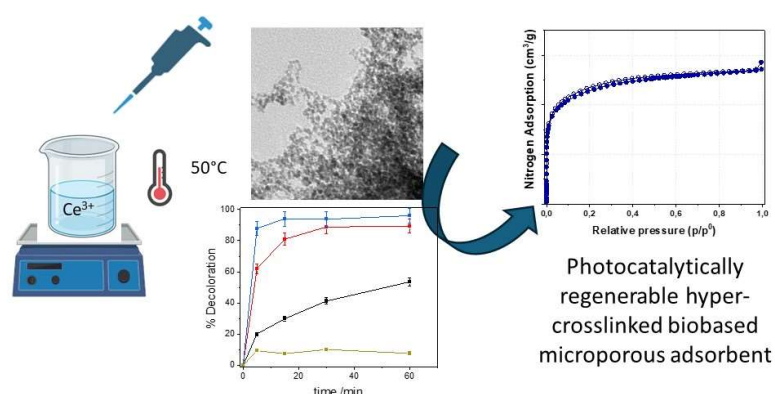 50°C
Ce³⁺
% Decoloration
100
80
60
40
20
0
0
20
40
60
time /min
Nitrogen Adsorption (cm³/g)
0,0
0,2
0,4
0,6
0,8
1,0
Relative pressure (p/p⁰)
Photocatalytically
regenerable hyper-
crosslinked biobased
microporous adsorbent